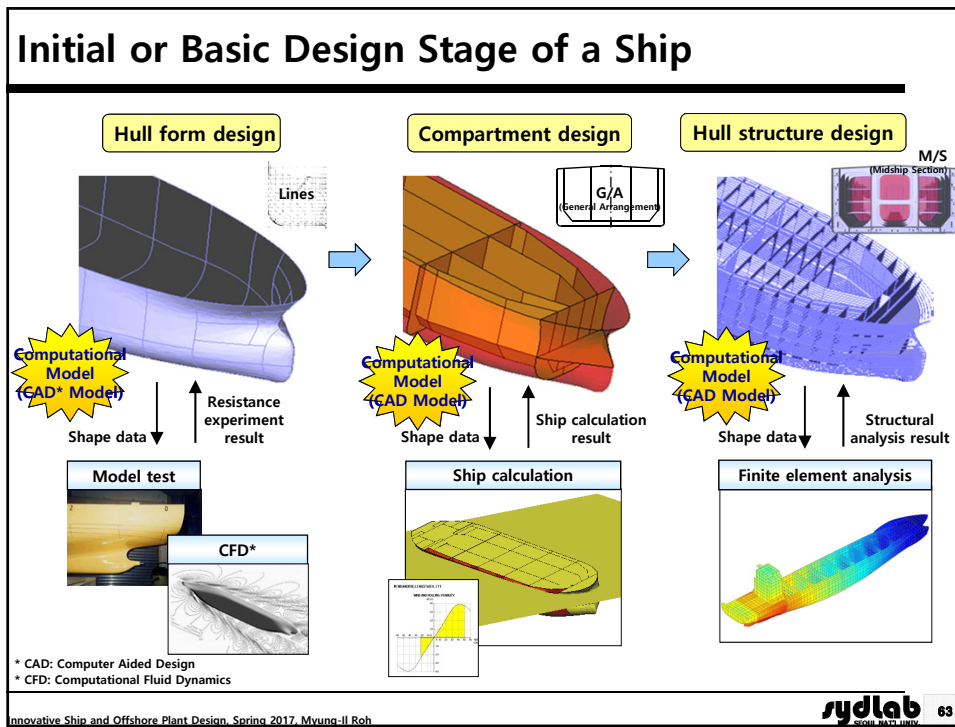 Initial or Basic Design Stage of a Ship
Hull form design
Compartment design
Hull structure design
Lines
G/A
(General Arrangement)
M/S
(Midship Section)
Computational
Model
(CAD* Model)
Computational
Model
(CAD Model)
Computational
Model
(CAD Model)
Shape data
Resistance
experiment
result
Shape data
Ship calculation
result
Shape data
Structural
analysis result
Model test
CFD*
Ship calculation
Finite element analysis
* CAD: Computer Aided Design
* CFD: Computational Fluid Dynamics
Innovative Ship and Offshore Plant Design, Spring 2017, Myung-Il Roh
sydlab
SEOUL NAT'L UNIV.
63